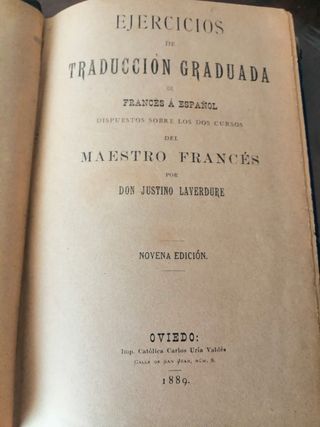 EJERCICIOS
DE
TRADUCCIÓN GRADUADA
DE
FRANCÉS Á ESPAÑOL
DISPUESTOS SOBRE LOS DOS CURSOS
DEL
MAESTRO FRANCÉS
POR
DON JUSTINO LAVERDURE
NOVENA EDICIÓN.
OVIEDO:
Imp. Católica Carlos Uría Valdés
CALLE DE SAN JUAN, NÚM. 3.
1889.